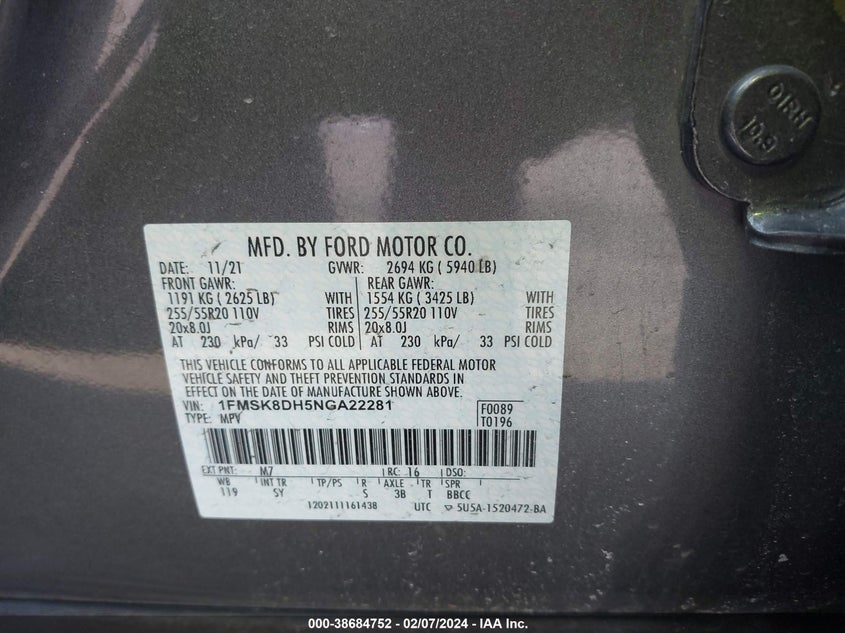 01RH
10.9
MFD. BY FORD MOTOR CO.
DATE: 11/21 GVWR: 2694 KG ( 5940 LB)
FRONT GAWR: REAR GAWR:
1191 KG ( 2625 LB) WITH 1554 KG ( 3425 LB) WITH
255/55R20 110V TIRES 255/55R20 110V TIRES
20x8.0J RIMS 20x8.0J RIMS
AT 230 kPa/ 33 PSI COLD AT 230 kPa/ 33 PSI COLD
THIS VEHICLE CONFORMS TO ALL APPLICABLE FEDERAL MOTOR
VEHICLE SAFETY AND THEFT PREVENTION STANDARDS IN
EFFECT ON THE DATE OF MANUFACTURE SHOWN ABOVE.
VIN: 1FMSK8DH5NGA22281 F0089
TYPE: MPV T0196
EXT PNT: M7 RC: 16 DSO:
WB INT TR TP/PS R AXLE TR SPR
119 SY S 3B T BBCC
1202111161438 UTC 5U5A-1520472-BA
000-38684752 - 02/07/2024 - IAA Inc.